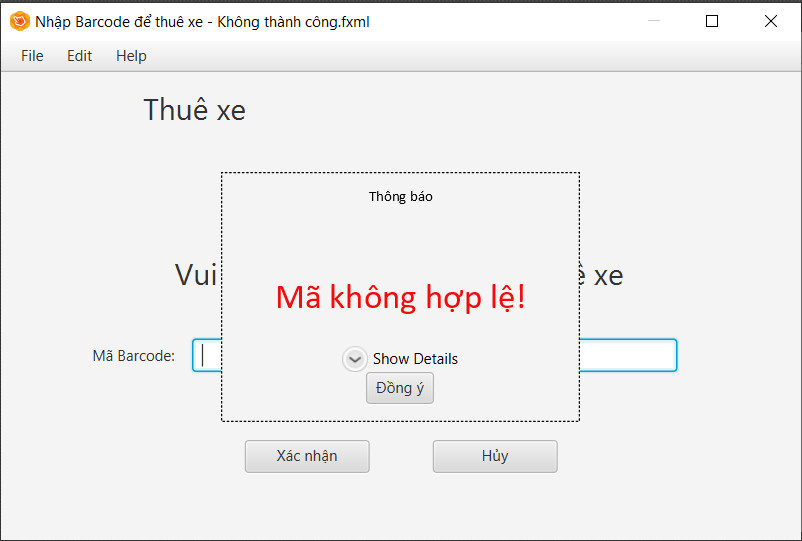 Nhập Barcode để thuê xe - Không thành công.fxml
File Edit Help
Thuê xe
Thông báo
Vui xe
Mã không hợp lệ!
Mã Barcode:
Show Details
Đồng ý
Xác nhận Hủy